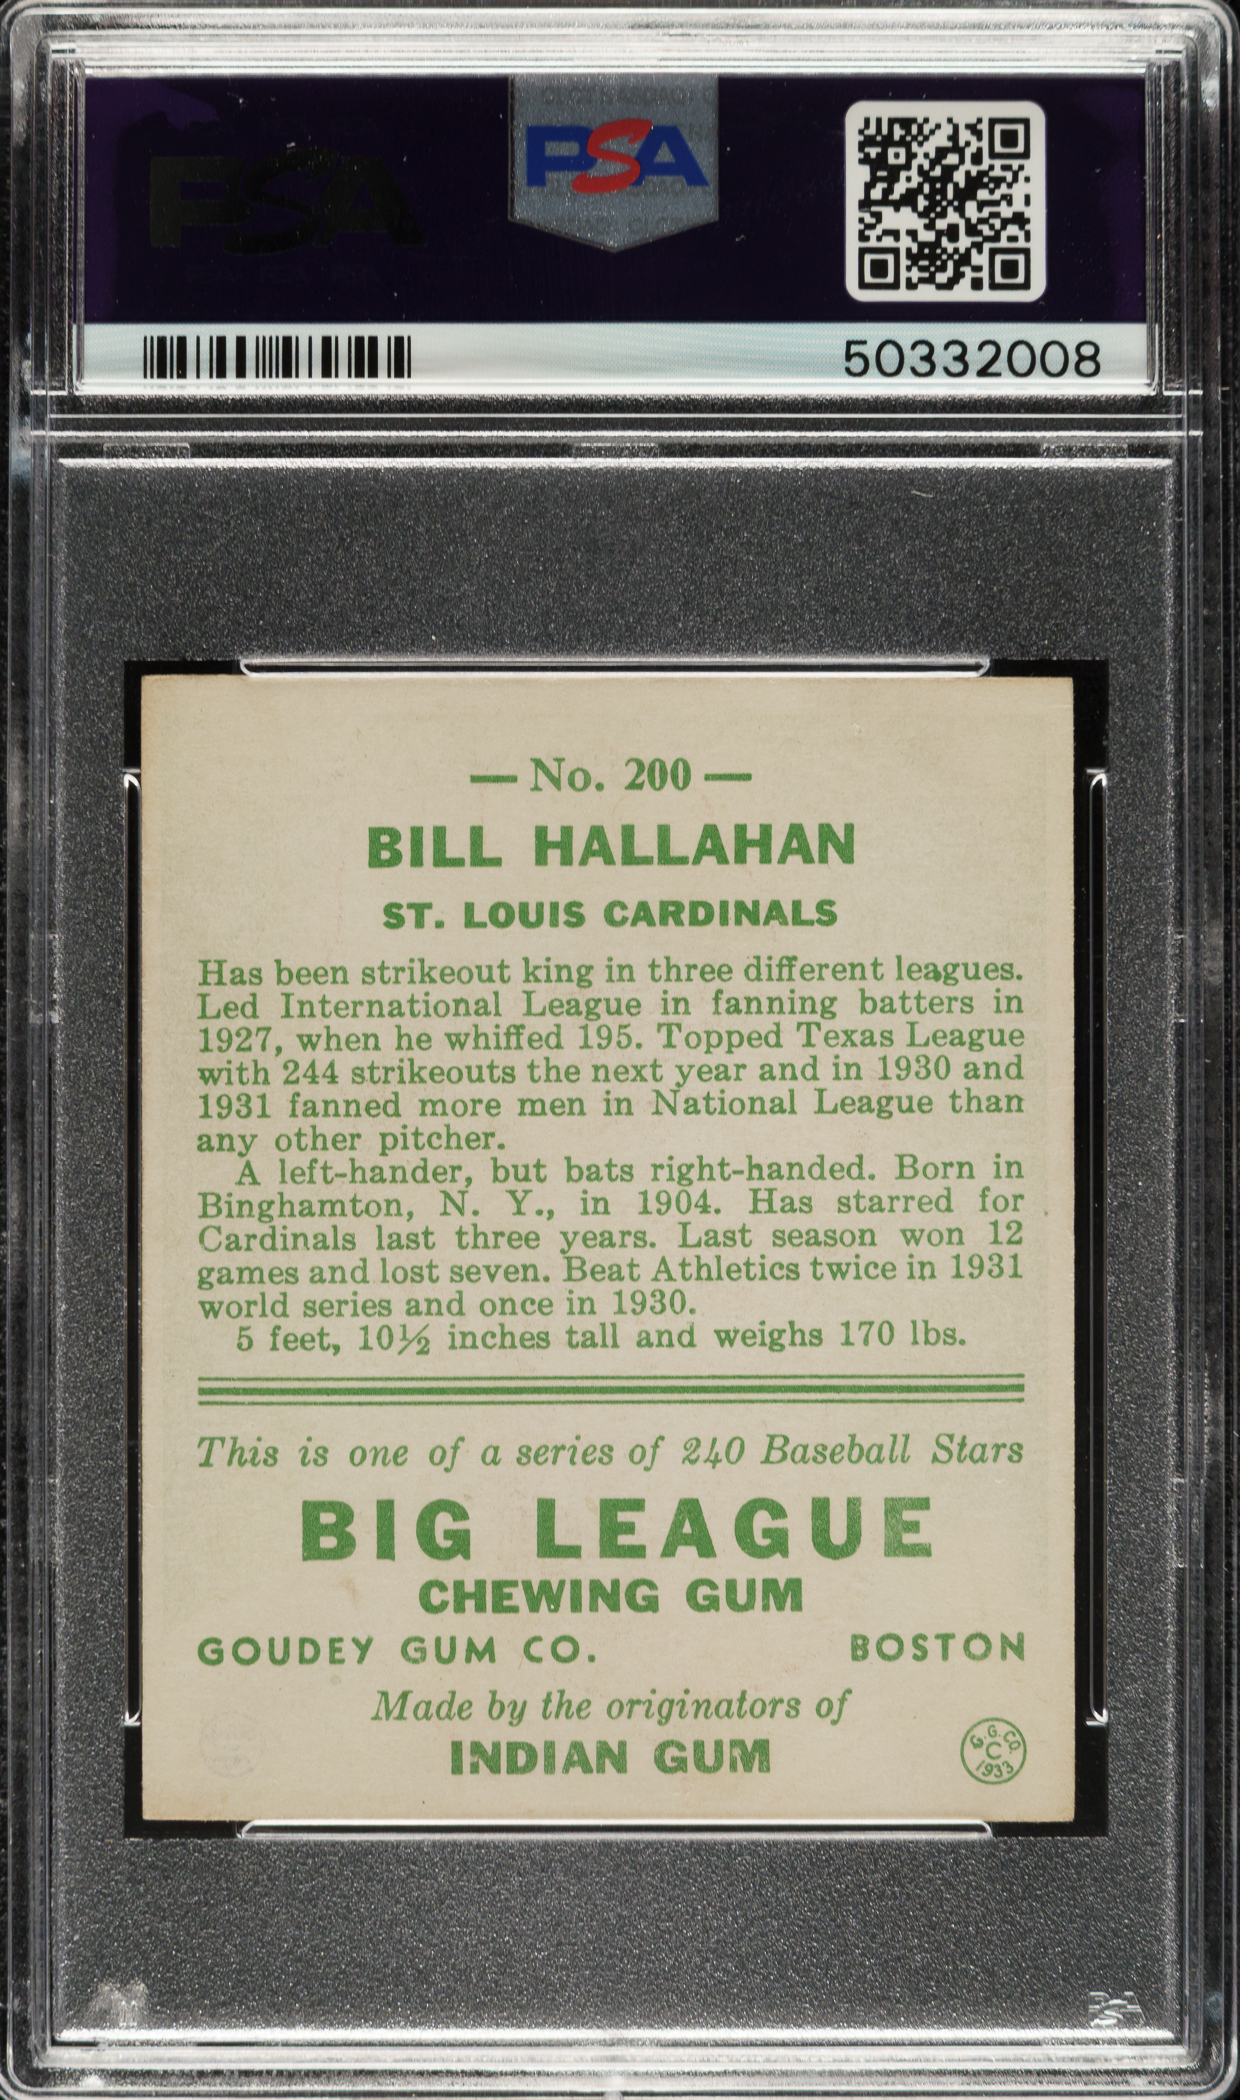 PSA
PSA
50332008
— No. 200 —
BILL HALLAHAN
ST. LOUIS CARDINALS
Has been strikeout king in three different leagues.
Led International League in fanning batters in
1927, when he whiffed 195. Topped Texas League
with 244 strikeouts the next year and in 1930 and
1931 fanned more men in National League than
any other pitcher.
A left-hander, but bats right-handed. Born in
Binghamton, N. Y., in 1904. Has starred for
Cardinals last three years. Last season won 12
games and lost seven. Beat Athletics twice in 1931
world series and once in 1930.
5 feet, 10½ inches tall and weighs 170 lbs.
This is one of a series of 240 Baseball Stars
BIG LEAGUE
CHEWING GUM
GOUDEY GUM CO. BOSTON
Made by the originators of
INDIAN GUM
G. G. CO.
C
1933
PSA